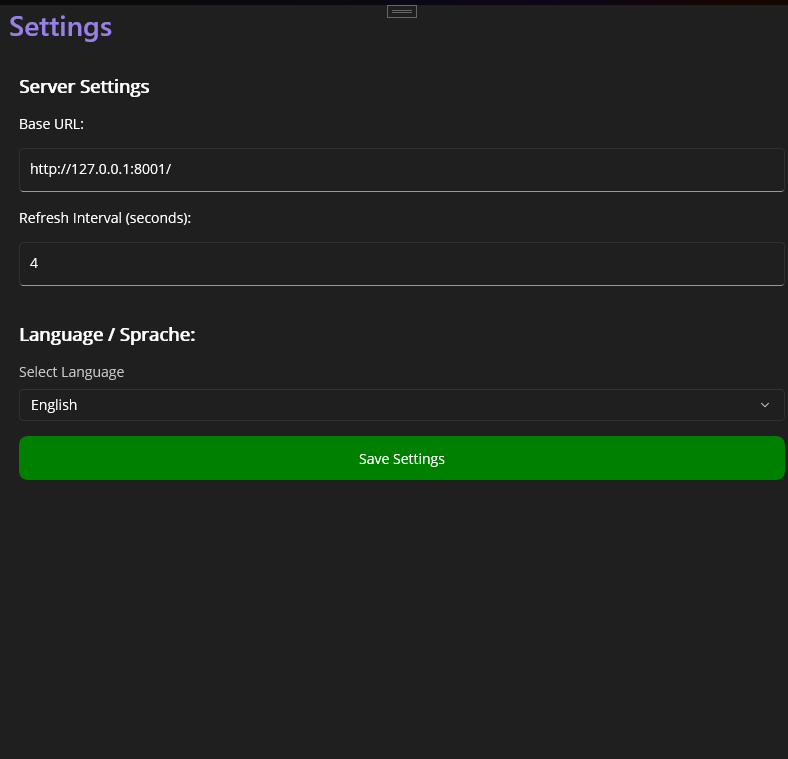 Settings
Server Settings
Base URL:
http://127.0.0.1:8001/
Refresh Interval (seconds):
4
Language / Sprache:
Select Language
English
Save Settings